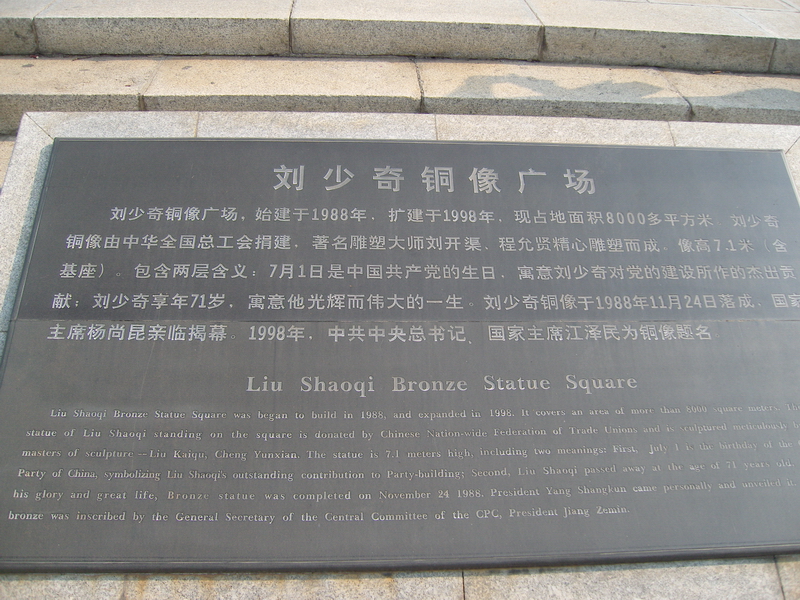 刘少奇铜像广场
刘少奇铜像广场，始建于1988年，扩建于1998年，现占地面积8000多平方米、刘少奇
铜像由中华全国总工会捐建，著名雕塑大师刘开渠、程允贤精心雕塑而成，像高7.1米（含
基座）。包含两层含义：7月1日是中国共产党的生日，寓意刘少奇对党的建设所作的杰出贡
献；刘少奇享年71岁，寓意他光辉而伟大的一生。刘少奇铜像于1988年11月24日落成，国家
主席杨尚昆亲临揭幕。1998年，中共中央总书记、国家主席江泽民为铜像题名
Liu Shaoqi Bronze Statue Square
Liu Shaoqi Bronze Statue Square was began to build in 1988, and expanded in 1998. It covers an area of more than 8000 square meters. The
statue of Liu Shaoqi standing on the square is donated by Chinese Nation-wide Federation of Trade Unions and is sculptured meticulously
masters of sculpture—Liu Kaiqu, Cheng Yunxian. The statue is 7.1 meters high, including two meanings: First, July 1 is the birthday of the
Party of China, symbolizing Liu Shaoqi's outstanding contribution to Party-building; Second, Liu Shaoqi passed away at the age of 71 years old.
his glory and great life, Bronze statue was completed on November 24 1988. President Yang Shangkun came personally and unveiled it.
bronze was inscribed by the General Secretary of the Central Committee of the CPC, President Jiang Zemin.